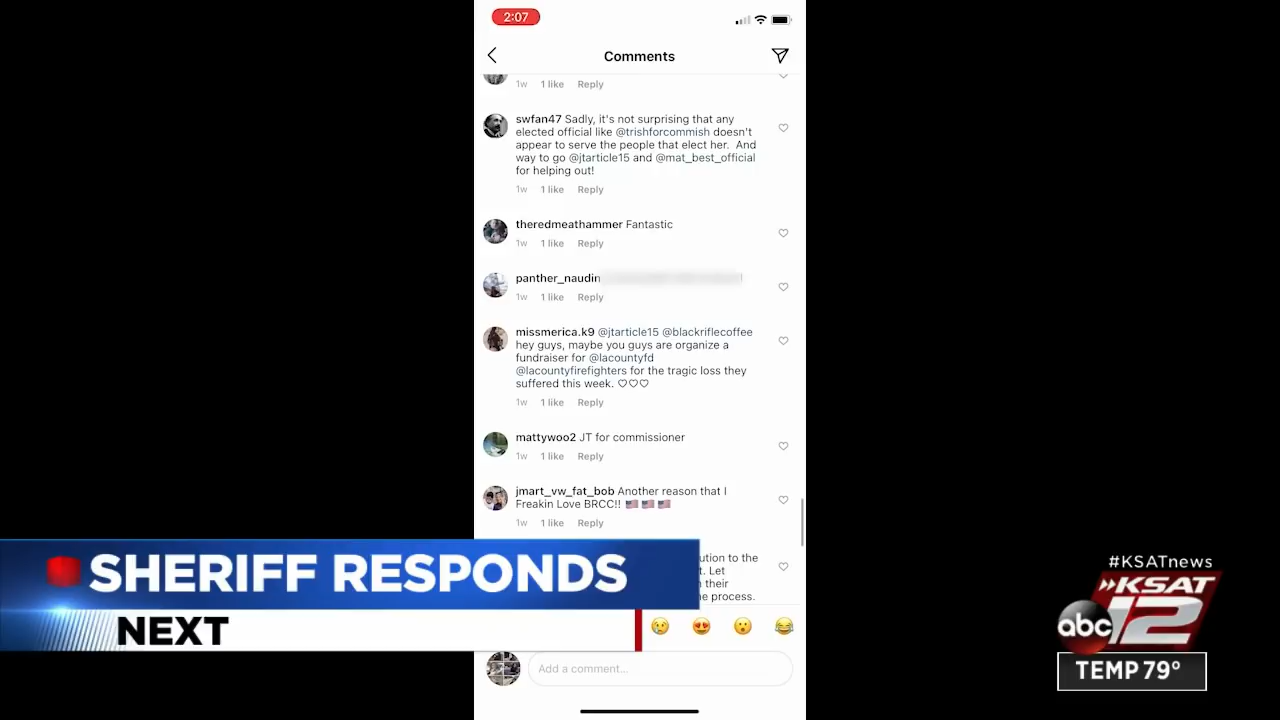 2:07
Comments
1w 1 like Reply
swfan47 Sadly, it's not surprising that any
elected official like @trishforcommish doesn't
appear to serve the people that elect her. And
way to go @jtarticle15 and @mat_best_official
for helping out!
1w 1 like Reply
theredmeathammer Fantastic
1w 1 like Reply
panther_naudin
1w 1 like Reply
missmerica.k9 @jtarticle15 @blackriflecoffee
hey guys, maybe you guys are organize a
fundraiser for @lacountyfd
@lacountyfirefighters for the tragic loss they
suffered this week. ♡♡♡
1w 1 like Reply
mattywoo2 JT for commissioner
1w 1 like Reply
jmart_vw_fat_bob Another reason that I
Freakin Love BRCC!! 🇺🇸 🇺🇸 🇺🇸
1w 1 like Reply
ution to the
t. Let
their
e process.
😢 😍 😮 😂
Add a comment...
SHERIFF RESPONDS
NEXT
#KSATnews
KSAT
abc 12
TEMP 79°